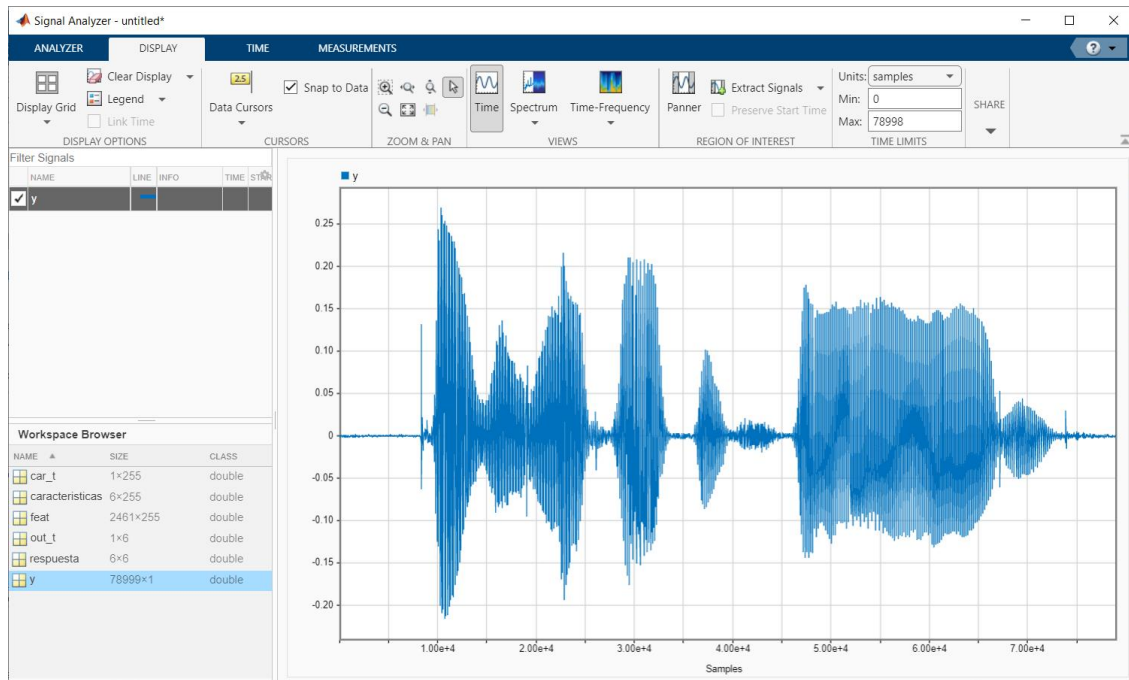 Signal Analyzer - untitled*
ANALYZER DISPLAY TIME MEASUREMENTS
?
Display Grid
Clear Display
Legend
Link Time
DISPLAY OPTIONS
2.5
Data Cursors
Snap to Data
CURSORS
ZOOM & PAN
Time
Spectrum
Time-Frequency
VIEWS
Panner
Extract Signals
Preserve Start Time
REGION OF INTEREST
Units: samples
Min: 0
Max: 78998
TIME LIMITS
SHARE
Filter Signals
NAME LINE INFO TIME
y
Workspace Browser
NAME SIZE CLASS
car_t 1×255 double
caracteristicas 6×255 double
feat 2461×255 double
out_t 1×6 double
respuesta 6×6 double
y 78999×1 double
y
0.25
0.20
0.15
0.10
0.05
0
-0.05
-0.10
-0.15
-0.20
1.00e+4 2.00e+4 3.00e+4 4.00e+4 5.00e+4 6.00e+4 7.00e+4
Samples